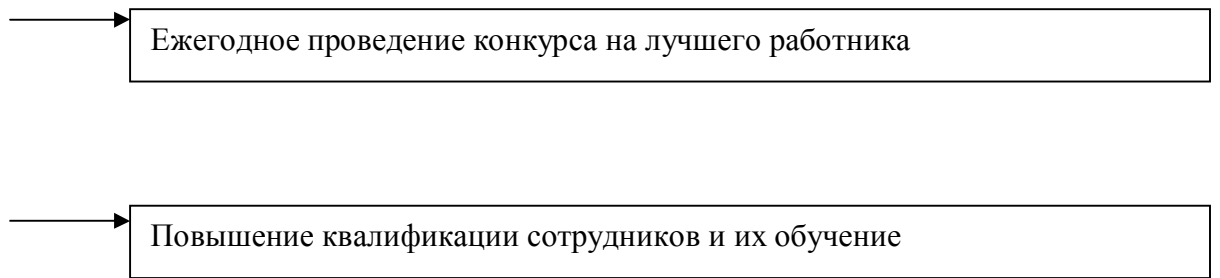 Ежегодное проведение конкурса на лучшего работника
Повышение квалификации сотрудников и их обучение